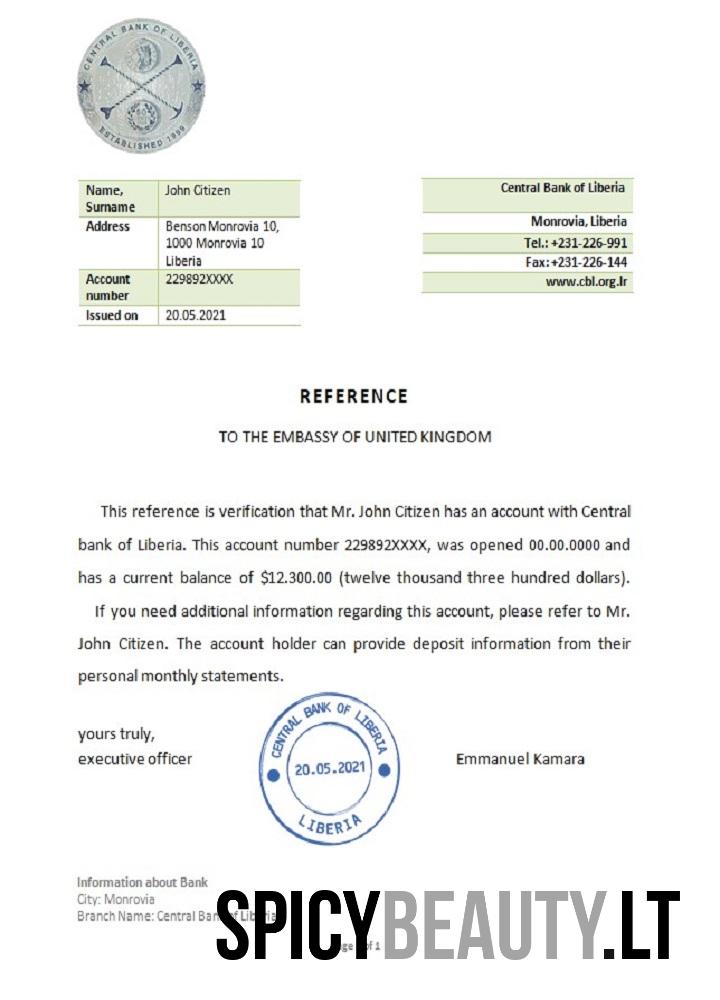 CENTRAL BANK OF LIBERIA
ESTABLISHED 1999
Name, Surname
John Citizen
Address
Benson Monrovia 10,
1000 Monrovia 10
Liberia
Account number
229892XXXX
Issued on
20.05.2021
Central Bank of Liberia
Monrovia, Liberia
Tel.: +231-226-991
Fax: +231-226-144
www.cbl.org.lr
REFERENCE
TO THE EMBASSY OF UNITED KINGDOM
This reference is verification that Mr. John Citizen has an account with Central
bank of Liberia. This account number 229892XXXX, was opened 00.00.0000 and
has a current balance of $12.300.00 (twelve thousand three hundred dollars).
If you need additional information regarding this account, please refer to Mr.
John Citizen. The account holder can provide deposit information from their
personal monthly statements.
yours truly,
executive officer
CENTRAL BANK OF LIBERIA
20.05.2021
LIBERIA
Emmanuel Kamara
Information about Bank
City: Monrovia
Branch Name: Central Bank of Liberia
SPICYBEAUTY.LT
of 1